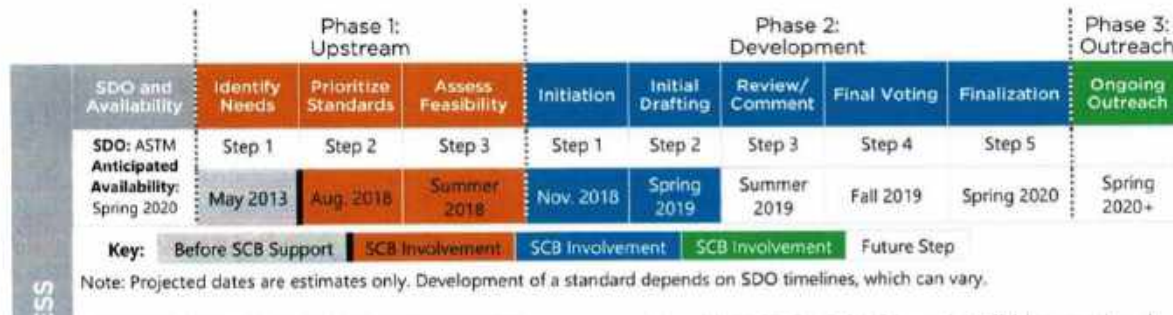 Phase 1:
Upstream
Phase 2:
Development
Phase 3:
Outreach
SDO and
Availability
Identify
Needs
Prioritize
Standards
Assess
Feasibility
Initiation
Initial
Drafting
Review/
Comment
Final Voting
Finalization
Ongoing
Outreach
SDO: ASTM
Anticipated
Availability:
Spring 2020
Step 1
Step 2
Step 3
Step 1
Step 2
Step 3
Step 4
Step 5
May 2013
Aug. 2018
Summer
2018
Nov. 2018
Spring
2019
Summer
2019
Fall 2019
Spring 2020
Spring
2020+
Key: Before SCB Support SCB Involvement SCB Involvement SCB Involvement Future Step
Note: Projected dates are estimates only. Development of a standard depends on SDO timelines, which can vary.